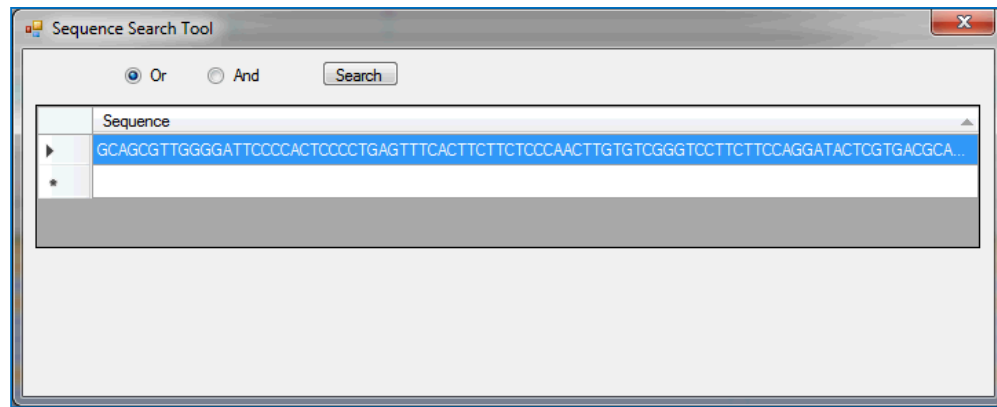 Sequence Search Tool
Or And Search
Sequence
GCAGCGTTGGGGATTCCCCACTCCCCTGAGTTTCACTTCTTCTCCCAACTTGTGTCGGGTCCTTCTTCCAGGATACTCGTGACGCA...